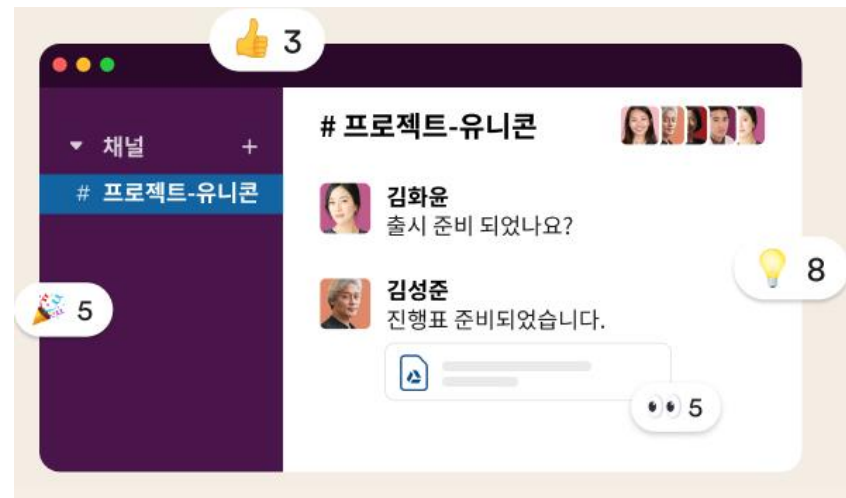 3
# 프로젝트-유니콘
채널 +
# 프로젝트-유니콘
김화윤
출시 준비 되었나요?
8
김성준
진행표 준비되었습니다.
5
5